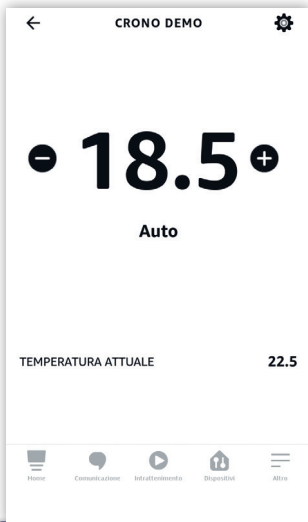 CRONO DEMO
18.5
Auto
TEMPERATURA ATTUALE 22.5
Home Comunicazione Intrattenimento Dispositivi Altro